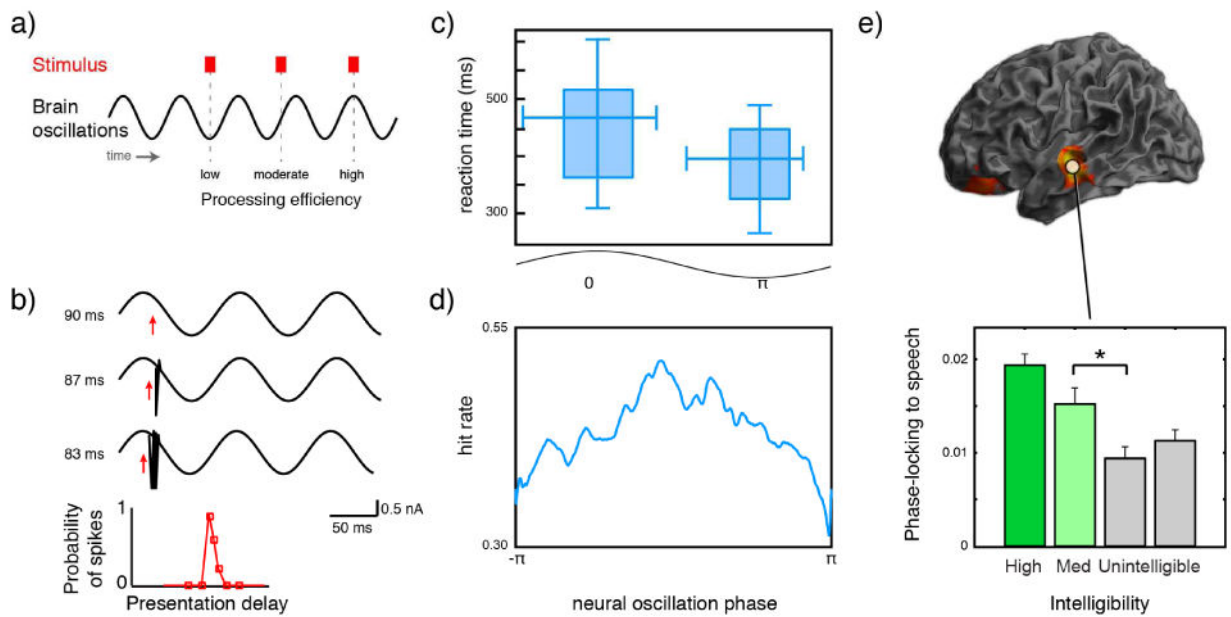 a)
Stimulus
Brain
oscillations
time
low
moderate
high
Processing efficiency
b)
90 ms
87 ms
83 ms
0.5 nA
50 ms
Probability
of spikes
1
0
Presentation delay
c)
reaction time (ms)
500
300
0
π
d)
hit rate
0.55
0.30
-π
π
neural oscillation phase
e)
Phase-locking to speech
0.02
0.01
0
*
High
Med
Unintelligible
Intelligibility